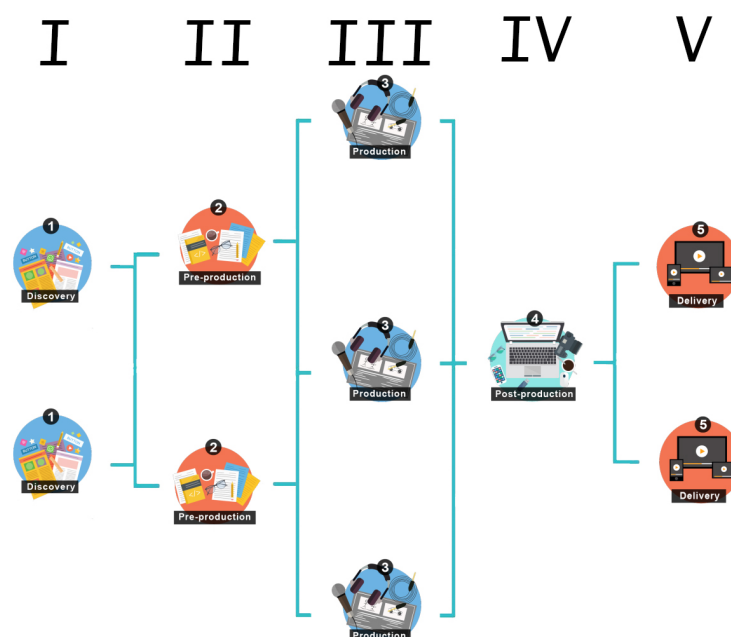 I II III IV V
3
Production
1
Discovery
2
Pre-production
5
Delivery
3
Production
4
Post-production
1
Discovery
2
Pre-production
5
Delivery
3
Production